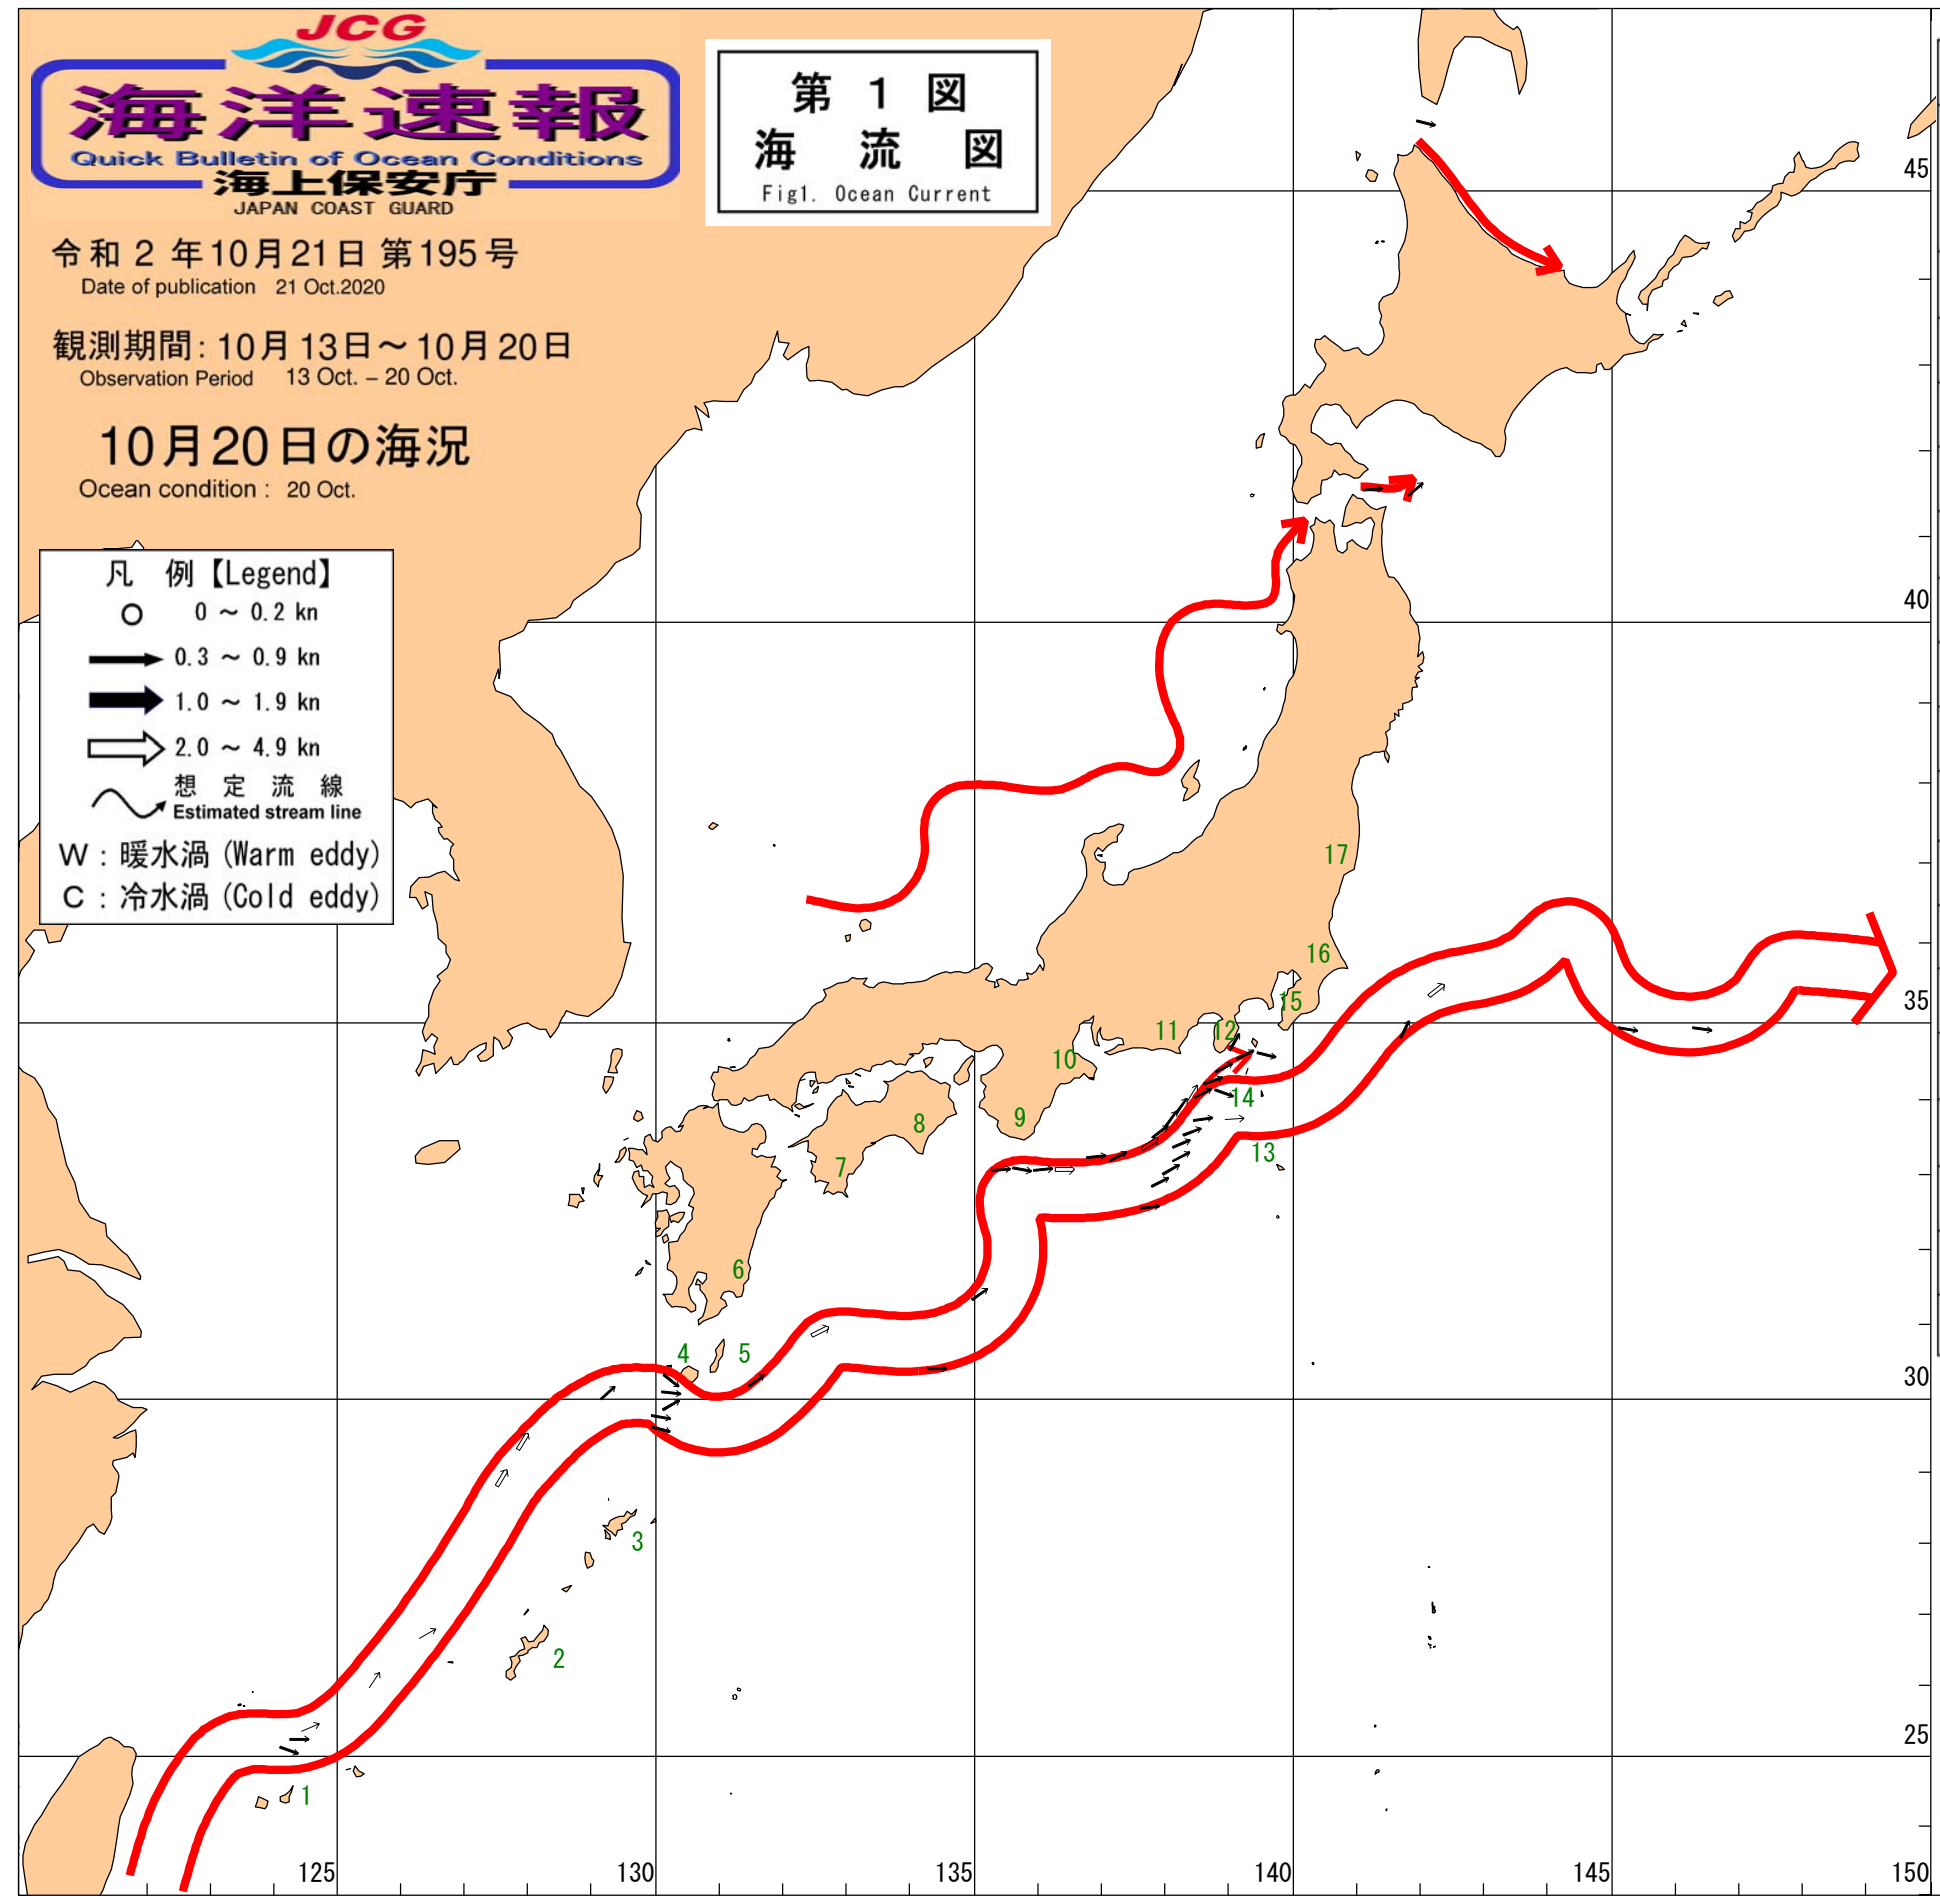 JCG
海洋速報
Quick Bulletin of Ocean Conditions
海上保安庁
JAPAN COAST GUARD
令和 2 年10月21日 第195号
Date of publication 21 Oct.2020
観測期間: 10月13日～10月20日
Observation Period 13 Oct. – 20 Oct.
10月20日の海況
Ocean condition : 20 Oct.
第 1 図
海 流 図
Fig1. Ocean Current
凡 例【Legend】
0 ～ 0.2 kn
0.3 ～ 0.9 kn
1.0 ～ 1.9 kn
2.0 ～ 4.9 kn
想 定 流 線
Estimated stream line
W : 暖水渦 (Warm eddy)
C : 冷水渦 (Cold eddy)
45
40
17
16
35
15
12
11
10
14
9
8
13
7
6
4
5
30
3
2
25
1
125
130
135
140
145
150